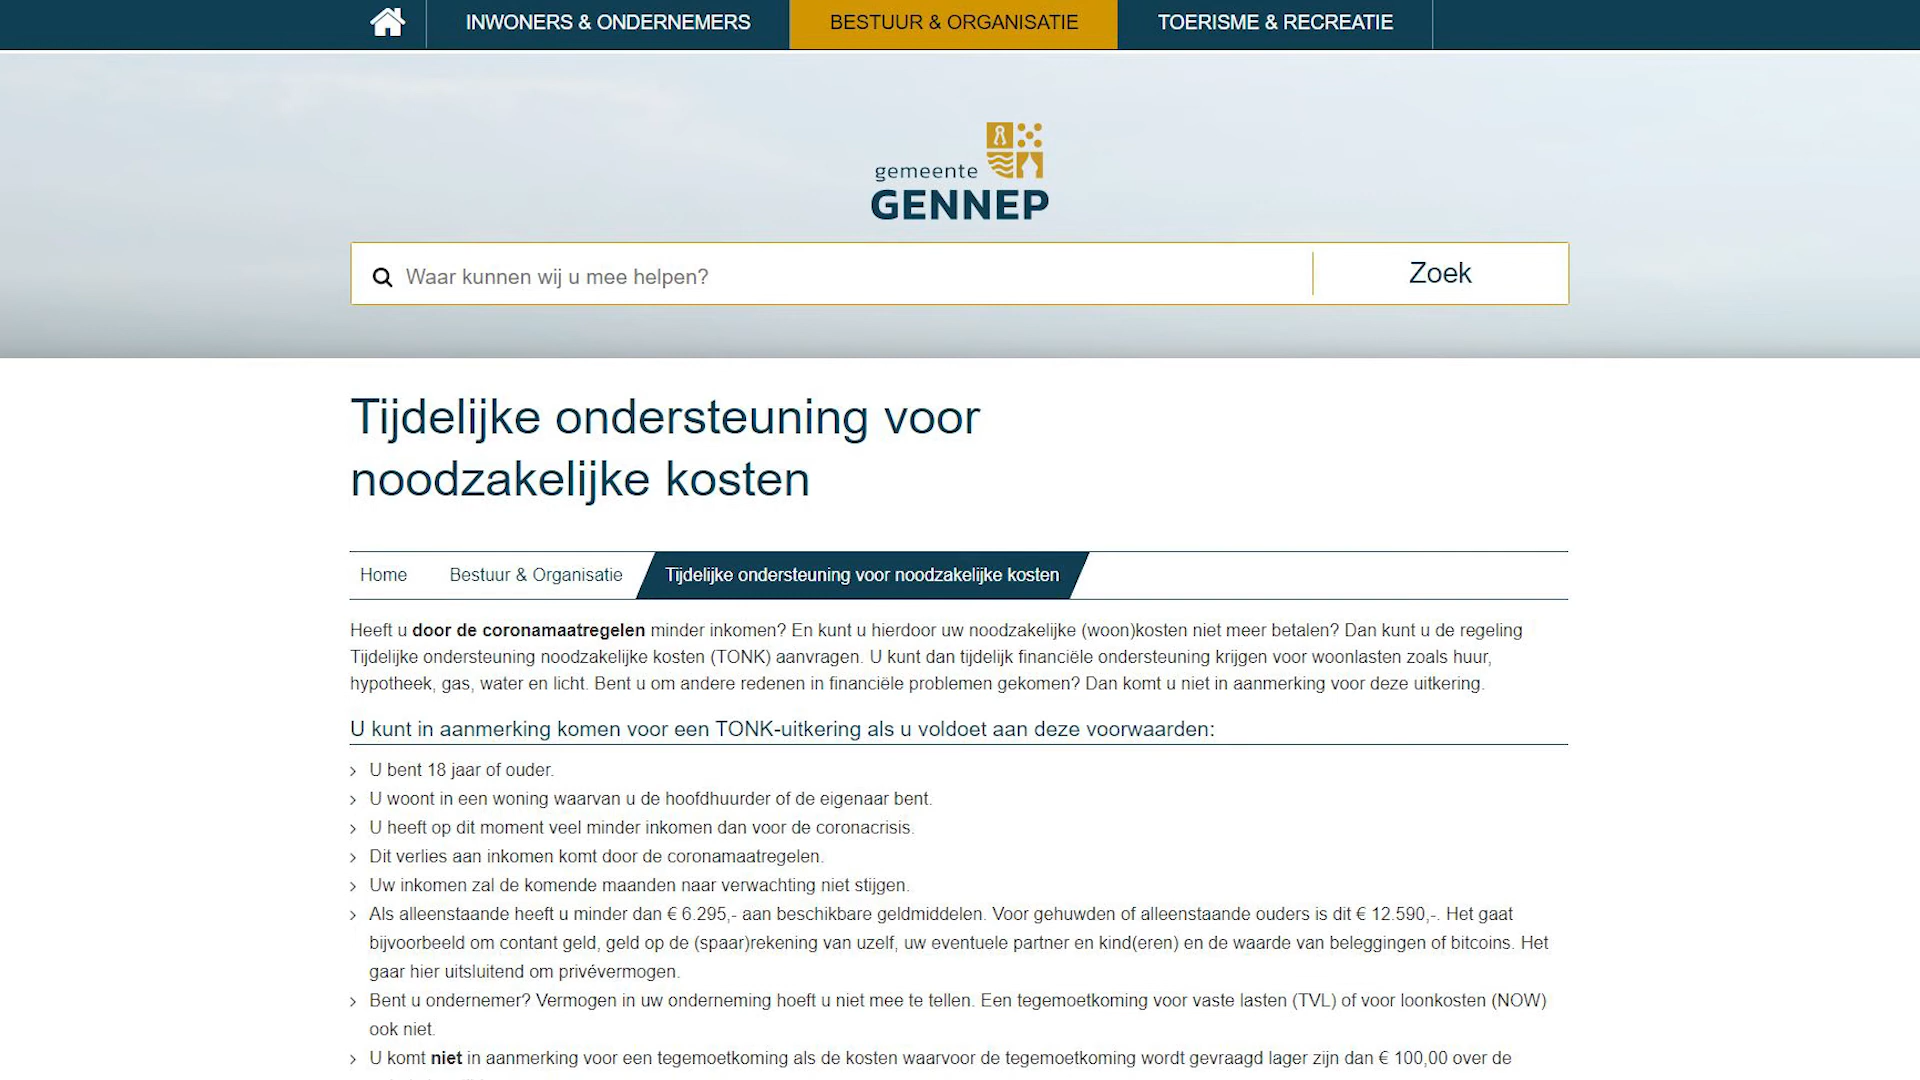 INWONERS & ONDERNEMERS BESTUUR & ORGANISATIE TOERISME & RECREATIE
gemeente
GENNEP
Waar kunnen wij u mee helpen? Zoek
Tijdelijke ondersteuning voor
noodzakelijke kosten
Home Bestuur & Organisatie Tijdelijke ondersteuning voor noodzakelijke kosten
Heeft u door de coronamaatregelen minder inkomen? En kunt u hierdoor uw noodzakelijke (woon)kosten niet meer betalen? Dan kunt u de regeling
Tijdelijke ondersteuning noodzakelijke kosten (TONK) aanvragen. U kunt dan tijdelijk financiële ondersteuning krijgen voor woonlasten zoals huur,
hypotheek, gas, water en licht. Bent u om andere redenen in financiële problemen gekomen? Dan komt u niet in aanmerking voor deze uitkering.
U kunt in aanmerking komen voor een TONK-uitkering als u voldoet aan deze voorwaarden:
U bent 18 jaar of ouder.
U woont in een woning waarvan u de hoofdhuurder of de eigenaar bent.
U heeft op dit moment veel minder inkomen dan voor de coronacrisis.
Dit verlies aan inkomen komt door de coronamaatregelen.
Uw inkomen zal de komende maanden naar verwachting niet stijgen.
Als alleenstaande heeft u minder dan € 6.295,- aan beschikbare geldmiddelen. Voor gehuwden of alleenstaande ouders is dit € 12.590,-. Het gaat
bijvoorbeeld om contant geld, geld op de (spaar)rekening van uzelf, uw eventuele partner en kind(eren) en de waarde van beleggingen of bitcoins. Het
gaar hier uitsluitend om privévermogen.
Bent u ondernemer? Vermogen in uw onderneming hoeft u niet mee te tellen. Een tegemoetkoming voor vaste lasten (TVL) of voor loonkosten (NOW)
ook niet.
U komt niet in aanmerking voor een tegemoetkoming als de kosten waarvoor de tegemoetkoming wordt gevraagd lager zijn dan € 100,00 over de